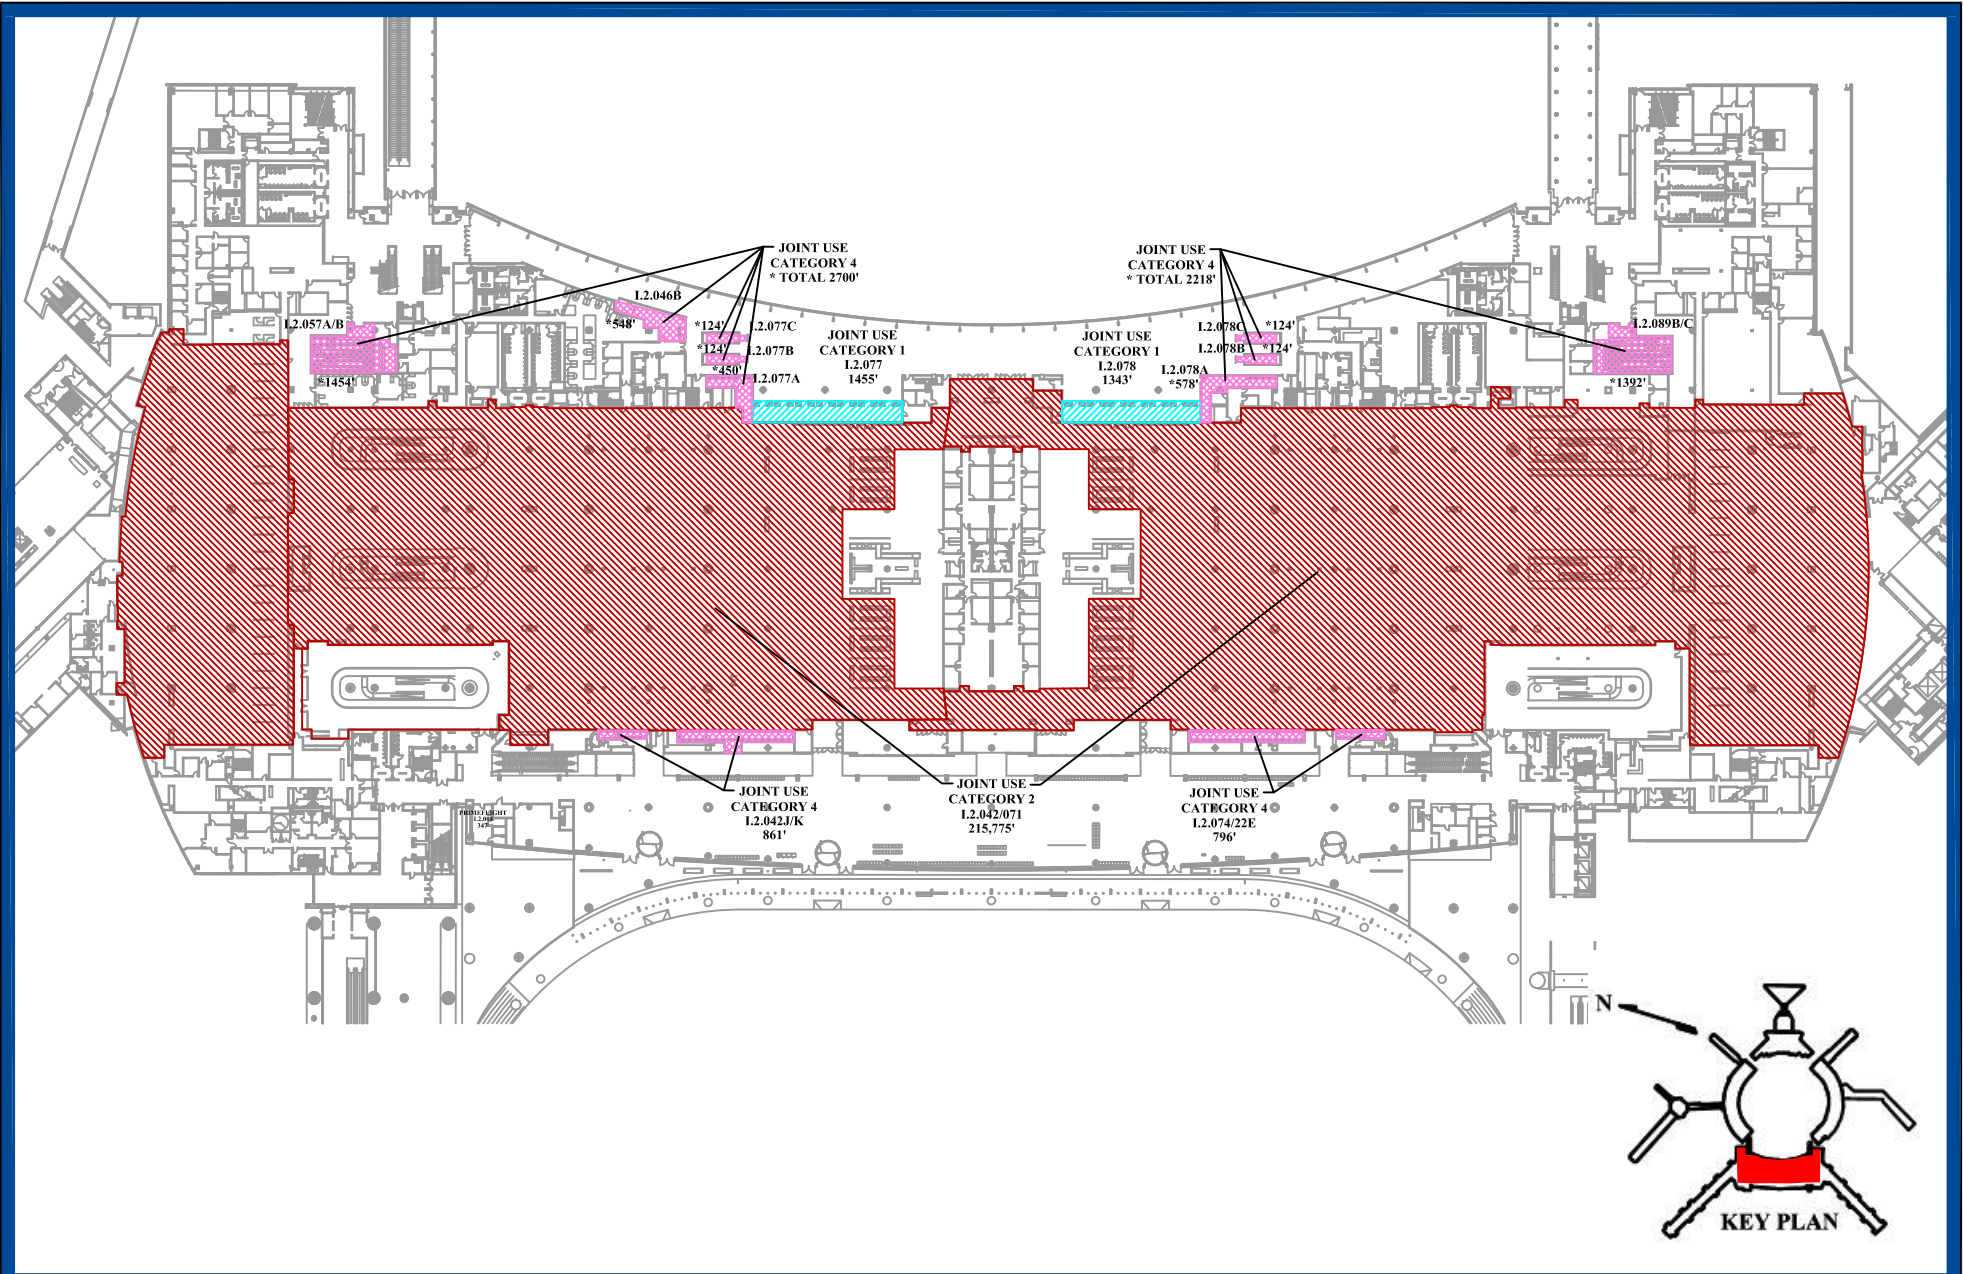 JOINT USE
CATEGORY 4
* TOTAL 2700'
JOINT USE
CATEGORY 4
* TOTAL 2218'
I.2.046B
*548'
I.2.057A/B
*1454'
*124'
I.2.077C
*124'
I.2.077B
*450'
I.2.077A
JOINT USE
CATEGORY 1
I.2.077
1455'
JOINT USE
CATEGORY 1
I.2.078
1343'
I.2.078C
*124'
I.2.078B
*124'
I.2.078A
*578'
I.2.089B/C
*1392'
JOINT USE
CATEGORY 4
I.2.042J/K
861'
JOINT USE
CATEGORY 2
I.2.042/071
215,775'
JOINT USE
CATEGORY 4
I.2.074/22E
796'
PRIMEFLIGHT
347'
N
KEY PLAN